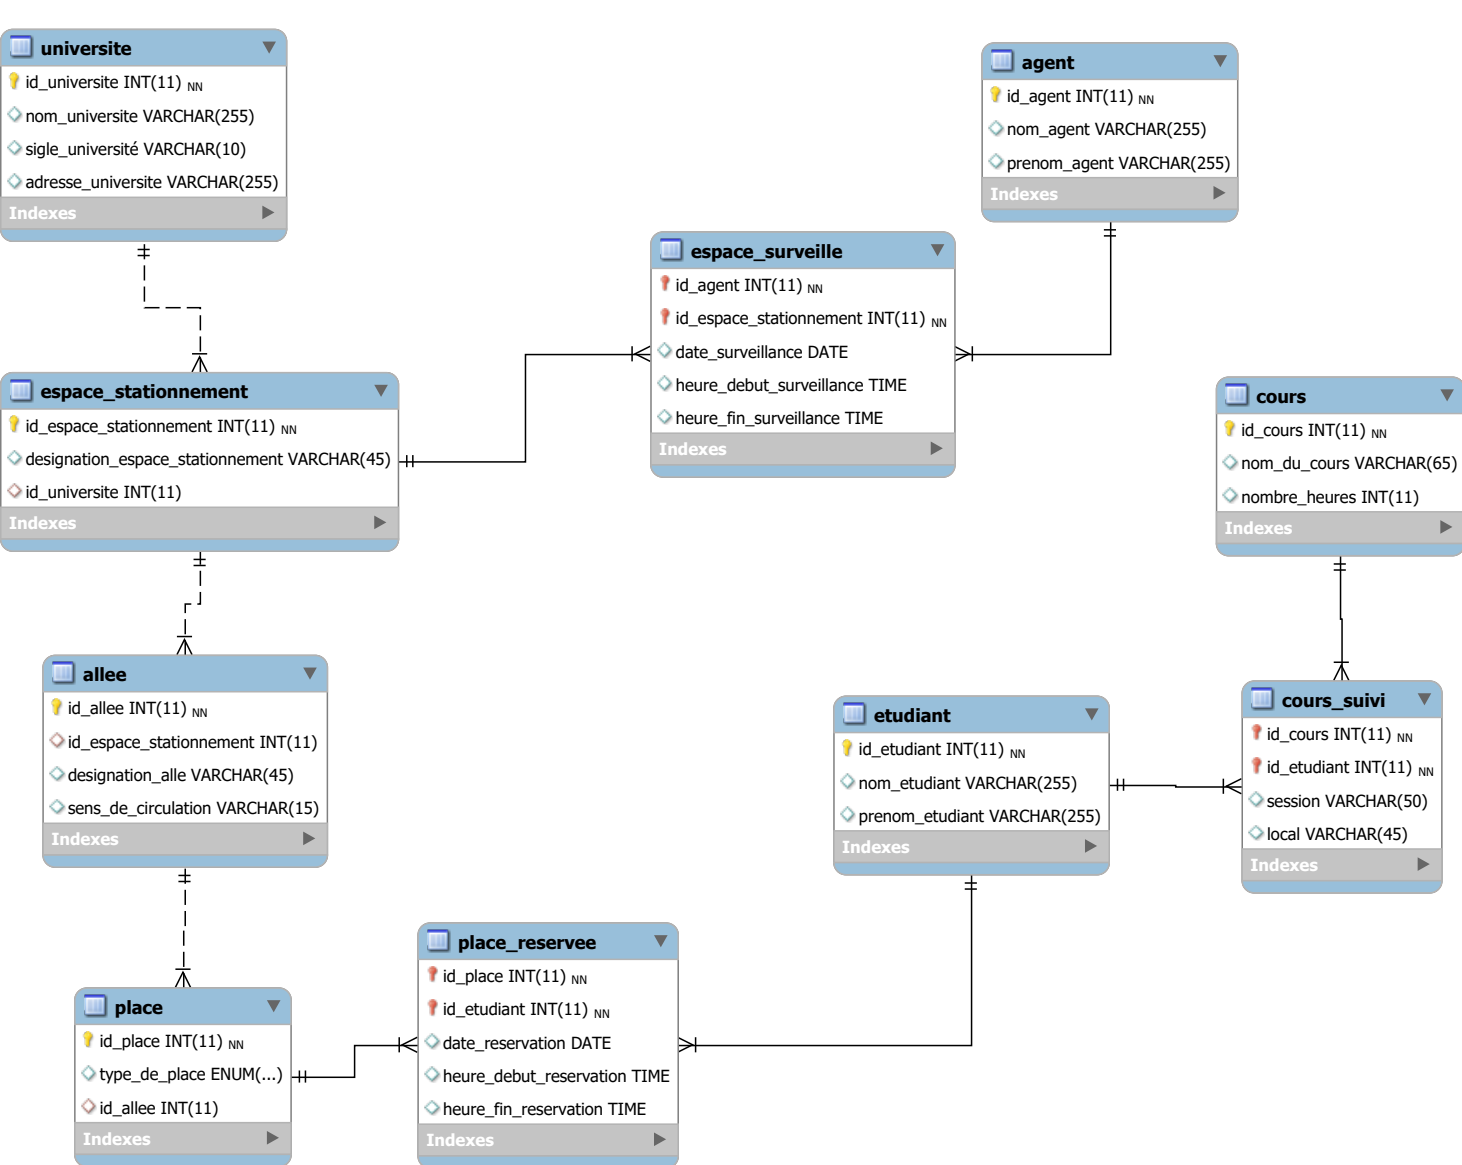 universite
id_universite INT(11) NN
nom_universite VARCHAR(255)
sigle_université VARCHAR(10)
adresse_universite VARCHAR(255)
Indexes
agent
id_agent INT(11) NN
nom_agent VARCHAR(255)
prenom_agent VARCHAR(255)
Indexes
espace_surveille
id_agent INT(11) NN
id_espace_stationnement INT(11) NN
date_surveillance DATE
heure_debut_surveillance TIME
heure_fin_surveillance TIME
Indexes
espace_stationnement
id_espace_stationnement INT(11) NN
designation_espace_stationnement VARCHAR(45)
id_universite INT(11)
Indexes
cours
id_cours INT(11) NN
nom_du_cours VARCHAR(65)
nombre_heures INT(11)
Indexes
allee
id_allee INT(11) NN
id_espace_stationnement INT(11)
designation_alle VARCHAR(45)
sens_de_circulation VARCHAR(15)
Indexes
etudiant
id_etudiant INT(11) NN
nom_etudiant VARCHAR(255)
prenom_etudiant VARCHAR(255)
Indexes
cours_suivi
id_cours INT(11) NN
id_etudiant INT(11) NN
session VARCHAR(50)
local VARCHAR(45)
Indexes
place
id_place INT(11) NN
type_de_place ENUM(...)
id_allee INT(11)
Indexes
place_reservee
id_place INT(11) NN
id_etudiant INT(11) NN
date_reservation DATE
heure_debut_reservation TIME
heure_fin_reservation TIME
Indexes